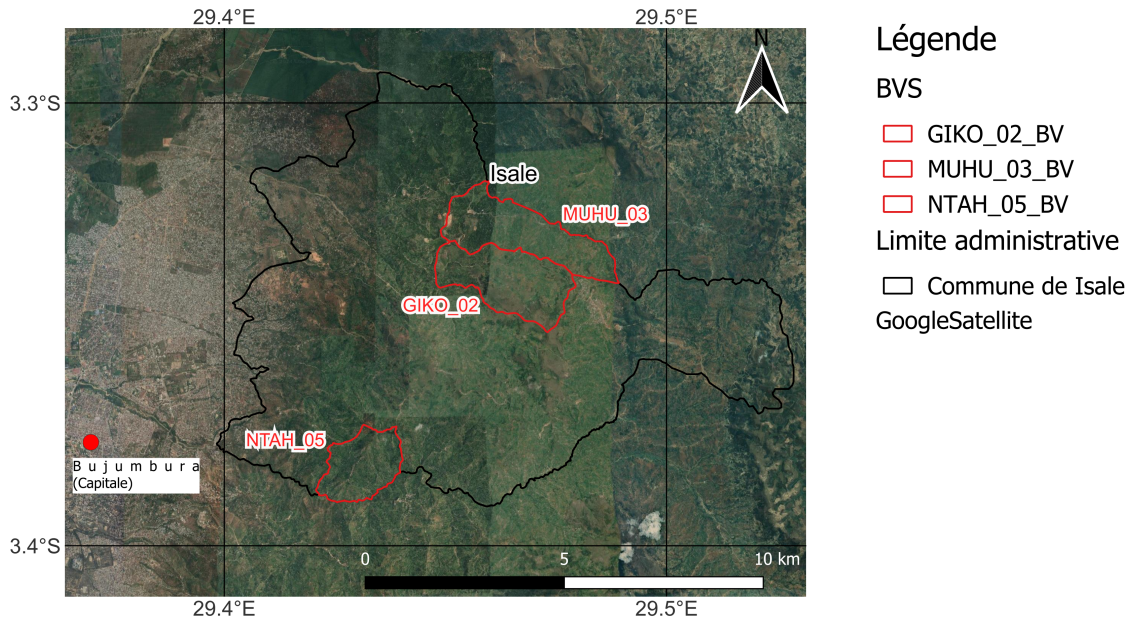 29.4°E
29.5°E
N
3.3°S
Isale
MUHU_03
GIKO_02
NTAH_05
Bujumbura
(Capitale)
3.4°S
0
5
10 km
29.4°E
29.5°E
Légende
BVS
GIKO_02_BV
MUHU_03_BV
NTAH_05_BV
Limite administrative
Commune de Isale
GoogleSatellite